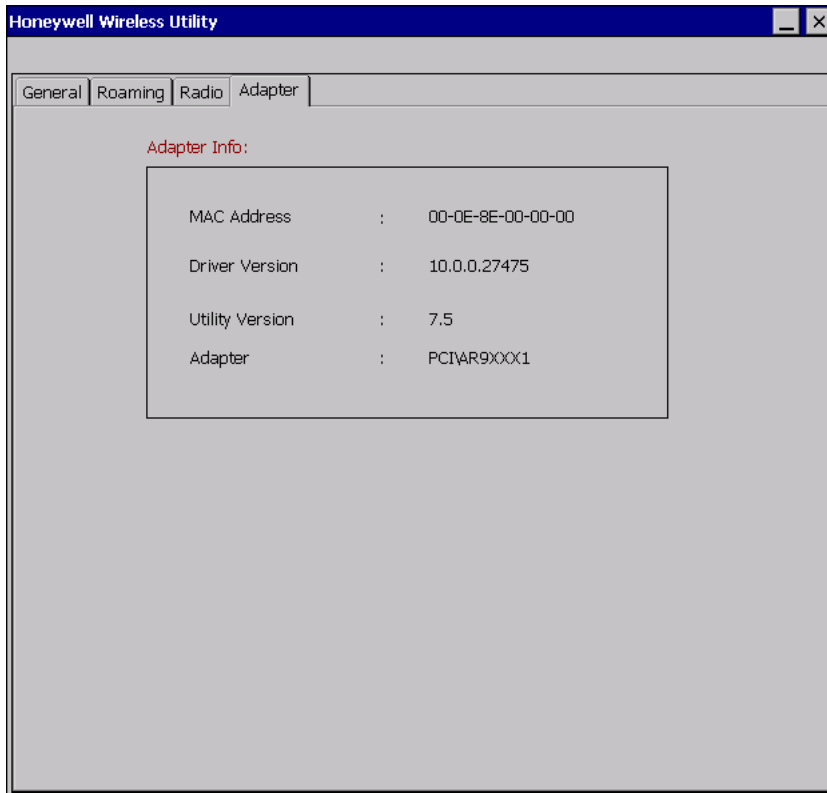 Honeywell Wireless Utility
General Roaming Radio Adapter
Adapter Info:
MAC Address : 00-0E-8E-00-00-00
Driver Version : 10.0.0.27475
Utility Version : 7.5
Adapter : PCI\AR9XXX1